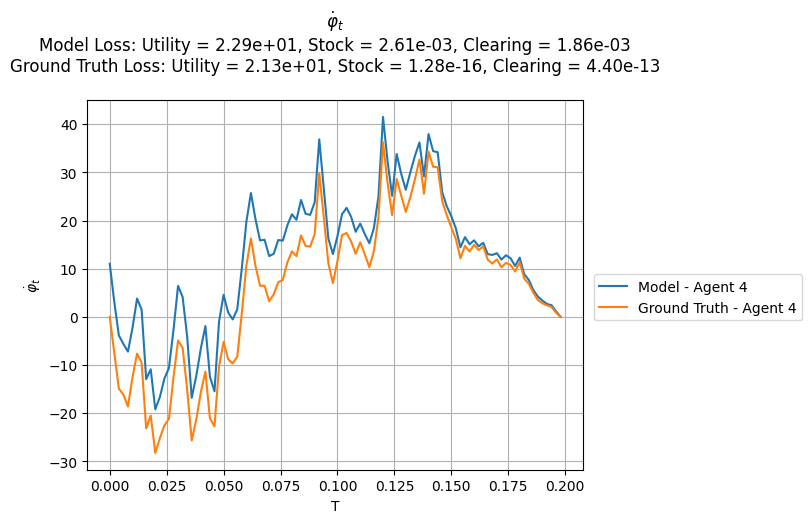 φ̇ₜ
Model Loss: Utility = 2.29e+01, Stock = 2.61e-03, Clearing = 1.86e-03
Ground Truth Loss: Utility = 2.13e+01, Stock = 1.28e-16, Clearing = 4.40e-13
40
30
20
10
0
−10
−20
−30
φ̇ₜ
0.000 0.025 0.050 0.075 0.100 0.125 0.150 0.175 0.200
T
Model - Agent 4
Ground Truth - Agent 4